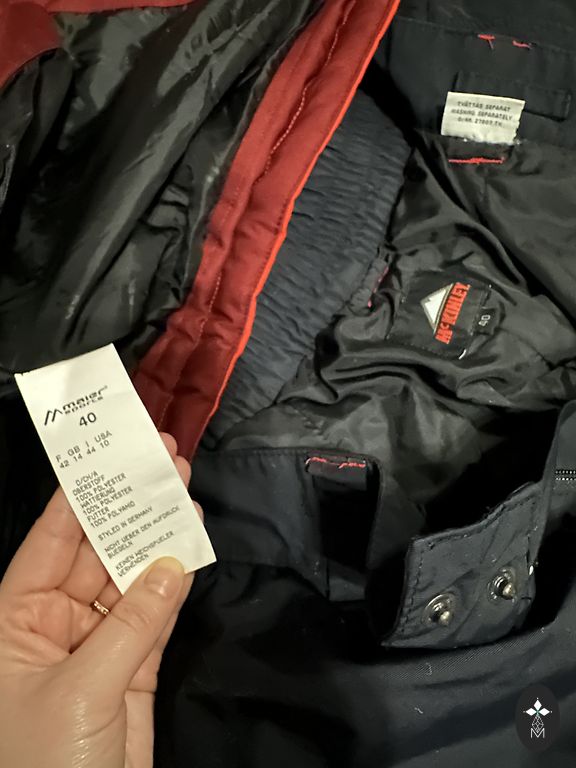 TVÄTTAS SEPARAT
WASHING SEPARATELY
McKINLEY
40
maier
sports
40
F GB I USA
42 14 44 10
D/CH/A
OBERSTOFF
100% POLYESTER
WATTIERUNG
100% POLYESTER
FUTTER
100% POLYAMID
STYLED IN GERMANY
NICHT UEBER DEN AUFDRUCK
BUEGELN
KEINEN WEICHSPUELER
VERWENDEN
M